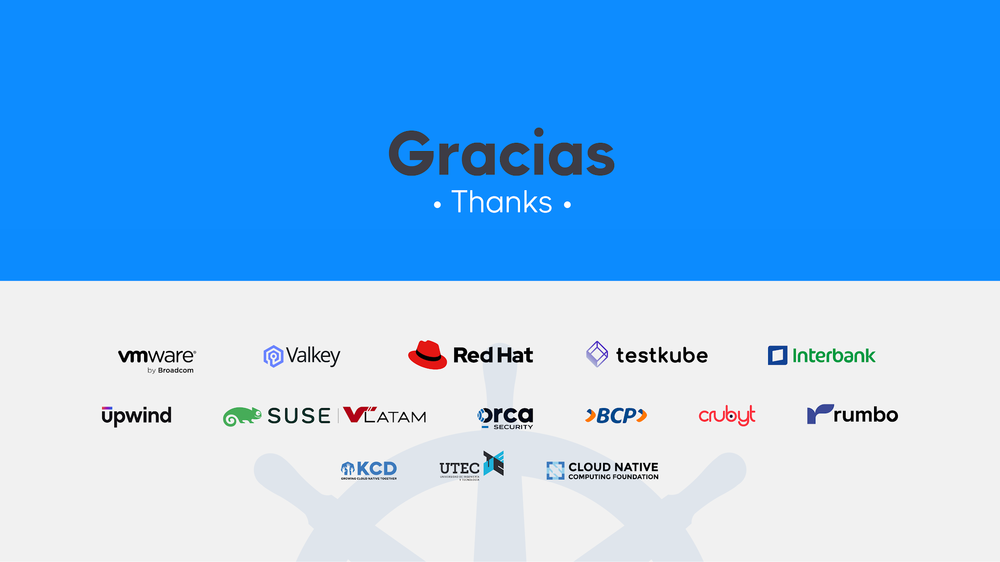 Gracias
• Thanks •
vmware®
by Broadcom
Valkey
Red Hat
testkube
Interbank
upwind
SUSE
VLATAM
orca
SECURITY
BCP
crubyt
rumbo
KCD
GROWING CLOUD NATIVE TOGETHER
UTEC
UNIVERSIDAD DE INGENIERÍA
Y TECNOLOGÍA
CLOUD NATIVE
COMPUTING FOUNDATION